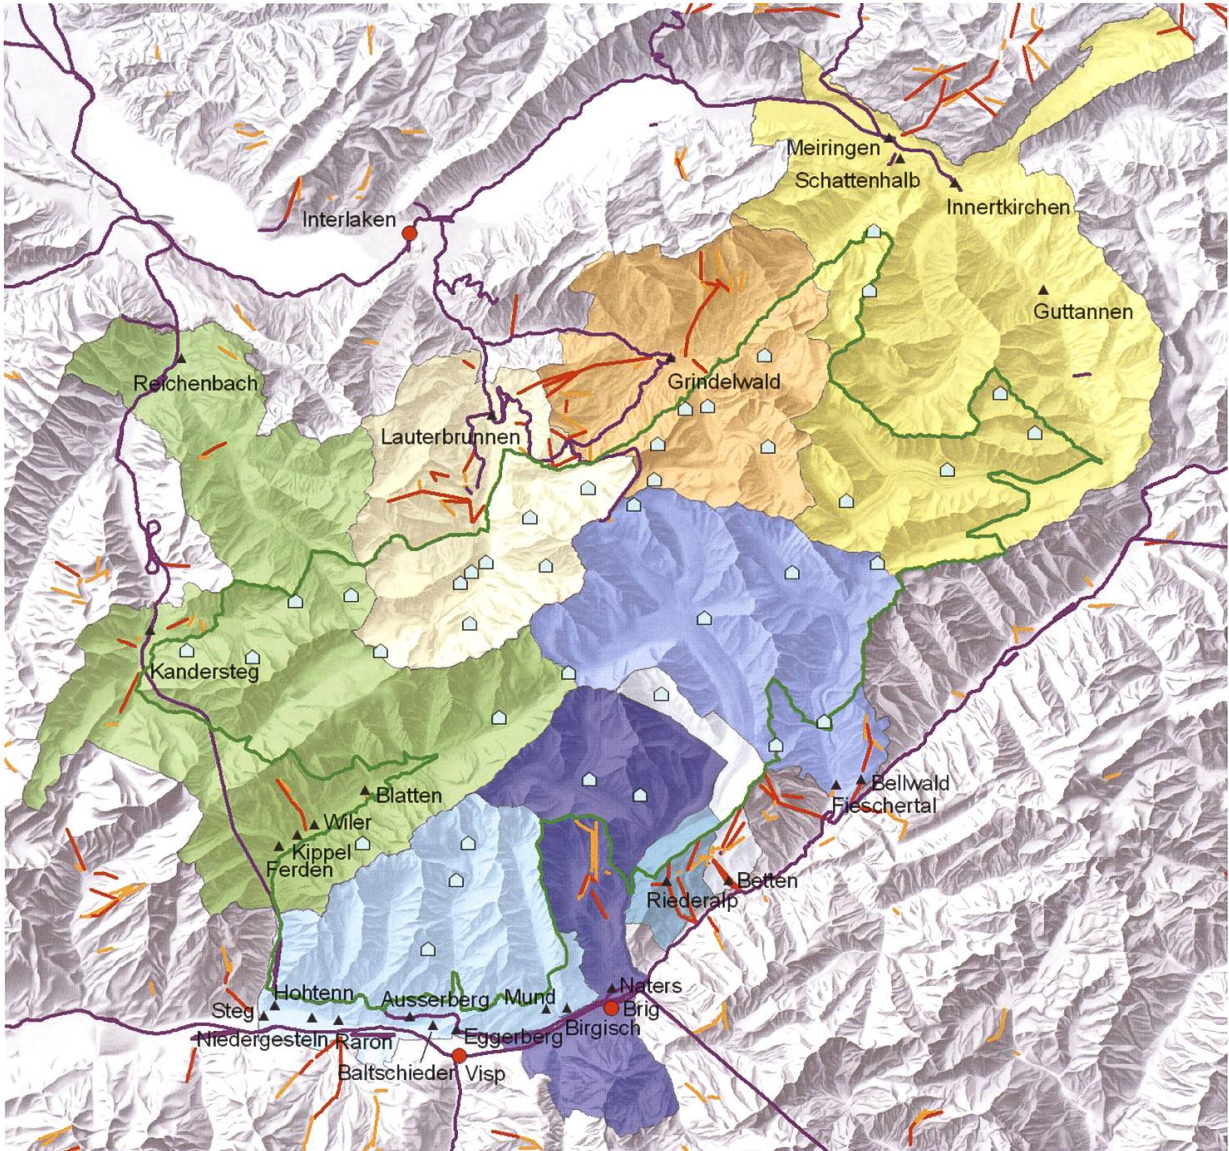 Meiringen
Schattenhalb
Innertkirchen
Interlaken
Guttannen
Reichenbach
Grindelwald
Lauterbrunnen
Kandersteg
Bellwald
Fieschertal
Blatten
Wiler
Kippel
Ferden
Betten
Riederalp
Naters
Hohtenn
Ausserberg
Mund
Steg
Brig
Birgisch
Niedergesteln
Raron
Eggerberg
Baltschieder
Visp